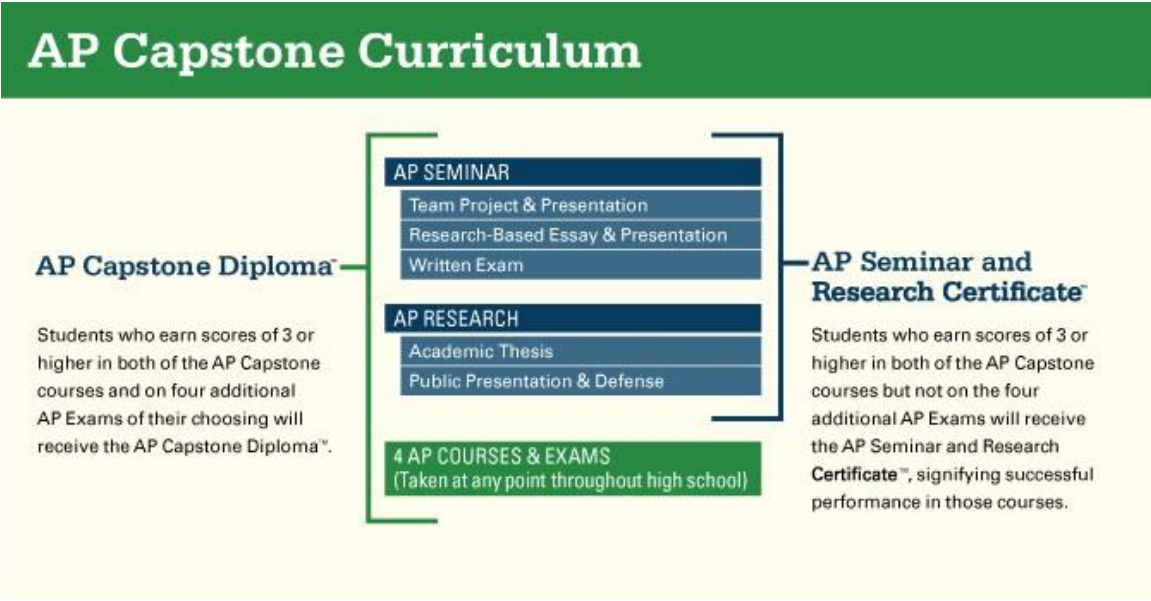 AP Capstone Curriculum
AP Capstone Diploma™
Students who earn scores of 3 or
higher in both of the AP Capstone
courses and on four additional
AP Exams of their choosing will
receive the AP Capstone Diploma™.
AP SEMINAR
Team Project & Presentation
Research-Based Essay & Presentation
Written Exam
AP RESEARCH
Academic Thesis
Public Presentation & Defense
4 AP COURSES & EXAMS
(Taken at any point throughout high school)
AP Seminar and
Research Certificate™
Students who earn scores of 3 or
higher in both of the AP Capstone
courses but not on the four
additional AP Exams will receive
the AP Seminar and Research
Certificate™, signifying successful
performance in those courses.